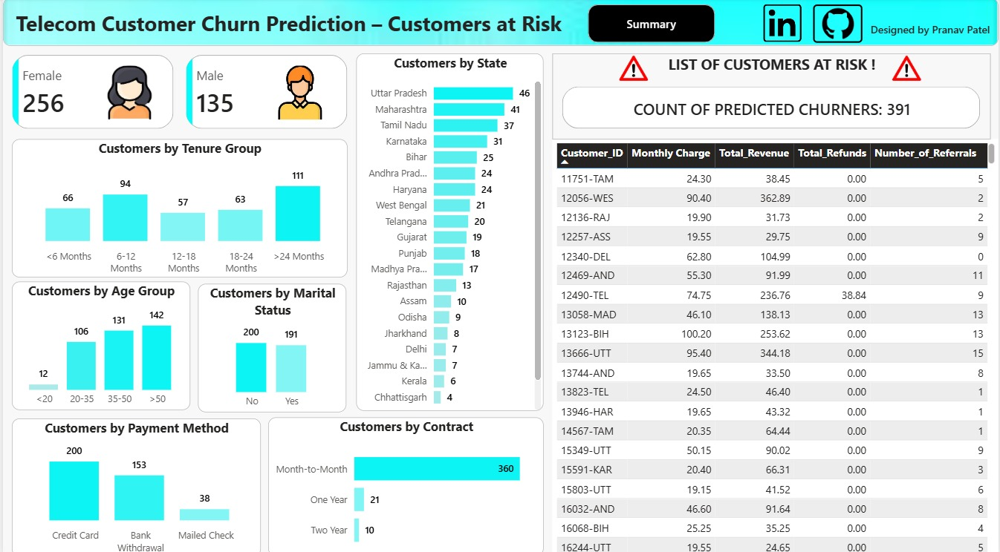 Telecom Customer Churn Prediction – Customers at Risk
Summary
in
Designed by Pranav Patel
Female
256
Male
135
Customers by Tenure Group
66
94
57
63
111
<6 Months
6-12
Months
12-18
Months
18-24
Months
>24 Months
Customers by Age Group
12
106
131
142
<20
20-35
35-50
>50
Customers by Marital
Status
200
191
No
Yes
Customers by State
Uttar Pradesh 46
Maharashtra 41
Tamil Nadu 37
Karnataka 31
Bihar 25
Andhra Prad... 24
Haryana 24
West Bengal 21
Telangana 20
Gujarat 19
Punjab 18
Madhya Pra... 17
Rajasthan 13
Assam 10
Odisha 9
Jharkhand 8
Delhi 7
Jammu & Ka... 7
Kerala 6
Chhattisgarh 4
Customers by Payment Method
200
153
38
Credit Card
Bank
Withdrawal
Mailed Check
Customers by Contract
Month-to-Month 360
One Year 21
Two Year 10
LIST OF CUSTOMERS AT RISK !
COUNT OF PREDICTED CHURNERS: 391
Customer_ID Monthly Charge Total_Revenue Total_Refunds Number_of_Referrals
11751-TAM 24.30 38.45 0.00 5
12056-WES 90.40 362.89 0.00 2
12136-RAJ 19.90 31.73 0.00 2
12257-ASS 19.55 29.75 0.00 9
12340-DEL 62.80 104.99 0.00 0
12469-AND 55.30 91.99 0.00 11
12490-TEL 74.75 236.76 38.84 9
13058-MAD 46.10 138.13 0.00 13
13123-BIH 100.20 253.62 0.00 13
13666-UTT 95.40 344.18 0.00 15
13744-AND 19.65 33.50 0.00 8
13823-TEL 24.50 46.40 0.00 1
13946-HAR 19.65 43.32 0.00 1
14567-TAM 20.35 64.44 0.00 1
15349-UTT 50.15 90.02 0.00 9
15591-KAR 20.40 66.31 0.00 3
15803-UTT 19.15 41.52 0.00 6
16032-AND 46.60 91.64 0.00 8
16068-BIH 25.25 35.25 0.00 4
16244-UTT 19.55 24.65 0.00 5